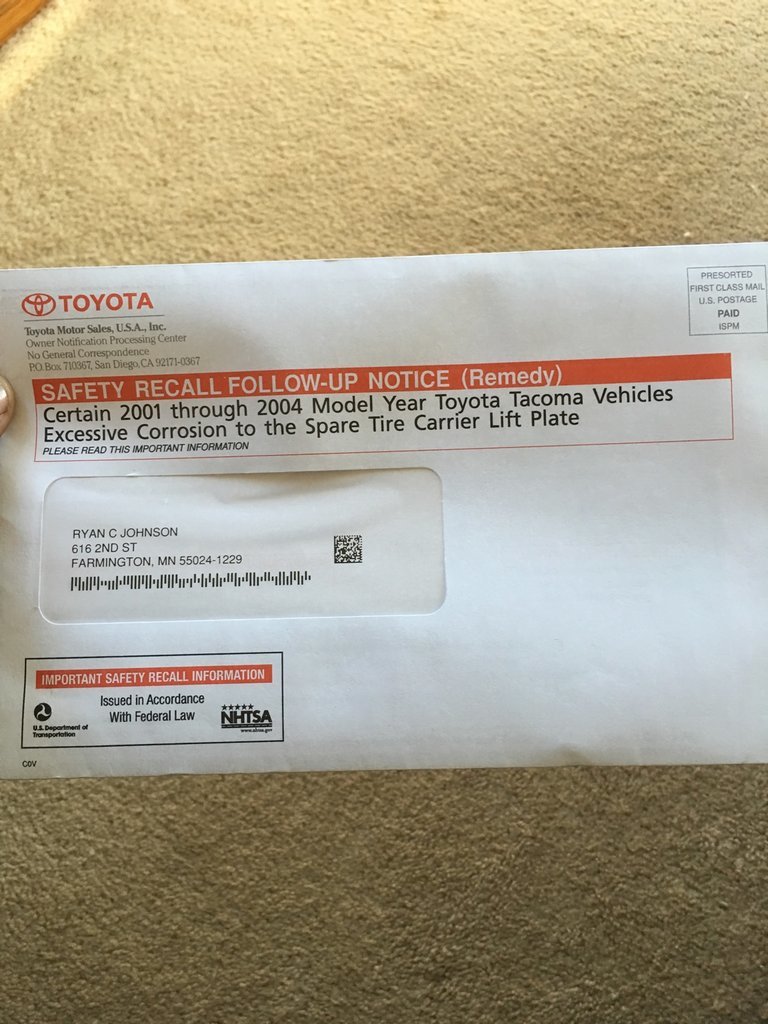 TOYOTA
Toyota Motor Sales, U.S.A., Inc.
Owner Notification Processing Center
No General Correspondence
P.O. Box 710367, San Diego, CA 92171-0367
PRESORTED
FIRST CLASS MAIL
U.S. POSTAGE
PAID
ISPM
SAFETY RECALL FOLLOW-UP NOTICE (Remedy)
Certain 2001 through 2004 Model Year Toyota Tacoma Vehicles
Excessive Corrosion to the Spare Tire Carrier Lift Plate
PLEASE READ THIS IMPORTANT INFORMATION
RYAN C JOHNSON
616 2ND ST
FARMINGTON, MN 55024-1229
IMPORTANT SAFETY RECALL INFORMATION
Issued in Accordance
With Federal Law
U.S. Department of
Transportation
NHTSA
www.nhtsa.gov
C0V